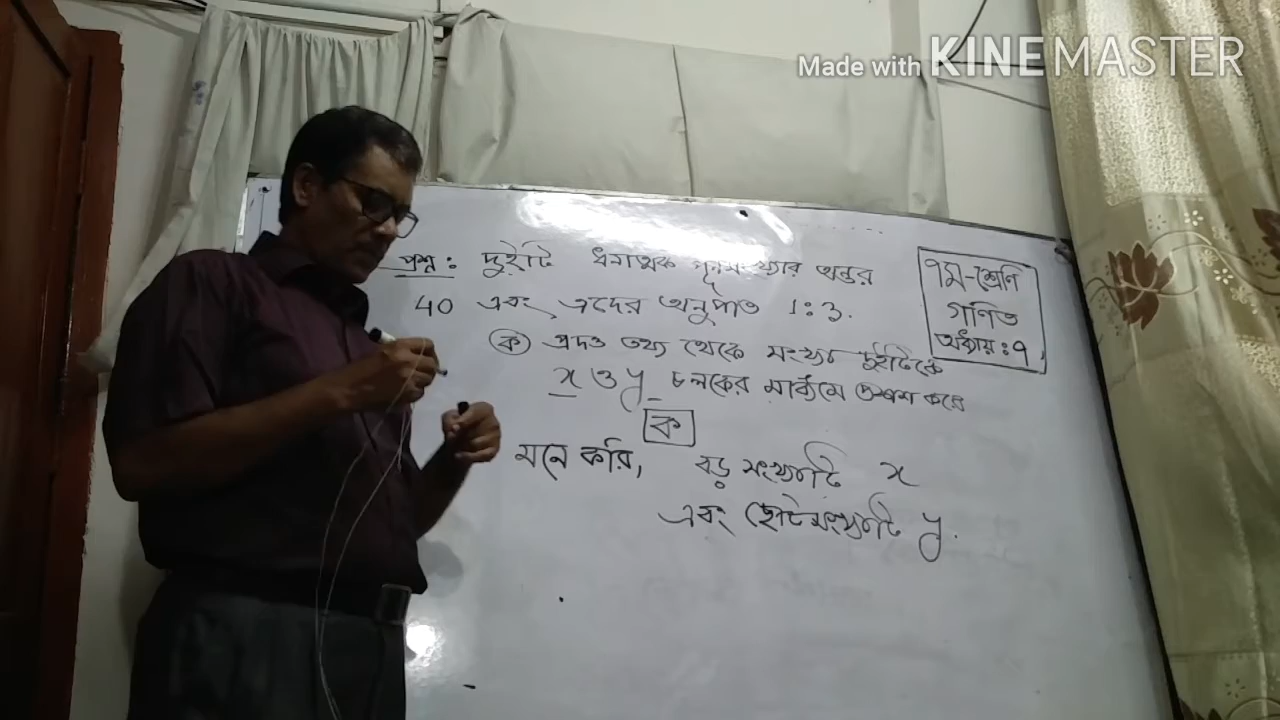 Made with KINEMASTER
প্রশ্ন : দুইটি ধনাত্মক পূর্ণসংখ্যার অন্তর
40 এবং এদের অনুপাত 1:3.
ক প্রদত্ত তথ্য থেকে সংখ্যা দুইটিকে
x ও y চলকের মাধ্যমে প্রকাশ কর।
৭ম-শ্রেণি
গণিত
অধ্যায় : ৭
ক
মনে করি, বড় সংখ্যাটি x
এবং ছোট সংখ্যাটি y.